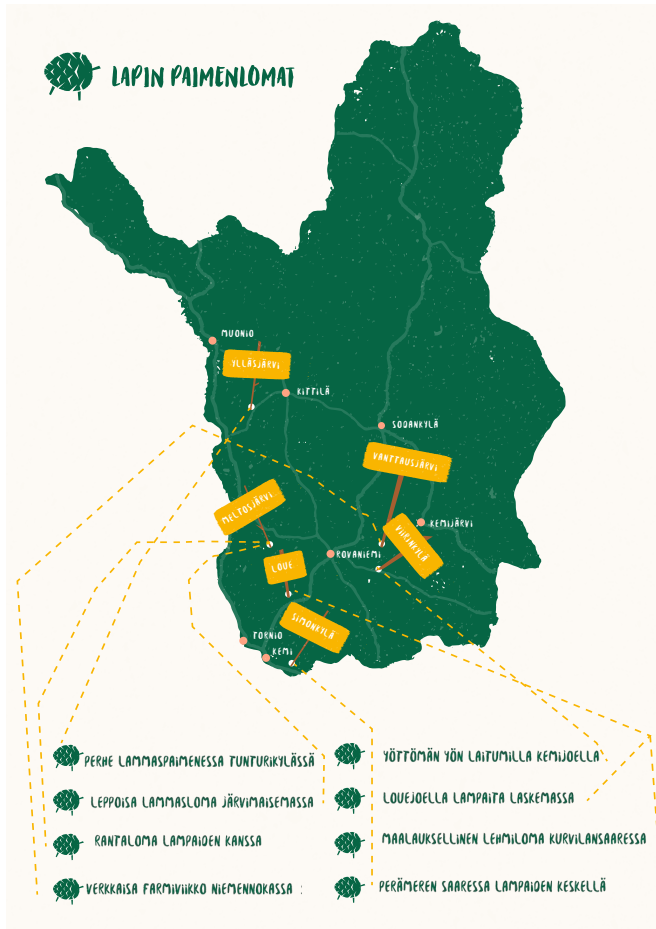 LAPIN PAIMENLOMAT
MUONIO
YLLÄSJÄRVI
KITTILÄ
SODANKYLÄ
VANTTAUSJÄRVI
MELTOSJÄRVI
KEMIJÄRVI
VIIRINKYLÄ
ROVANIEMI
LOUE
SIMONKYLÄ
TORNIO
KEMI
PERHE LAMMASPAIMENESSA TUNTURIKYLÄSSÄ
LEPPOISA LAMMASLOMA JÄRVIMAISEMASSA
RANTALOMA LAMPAIDEN KANSSA
VERKKAISA FARMIVIIKKO NIEMENNOKASSA :
YÖTTÖMÄN YÖN LAITUMILLA KEMIJOELLA
LOUEJOELLA LAMPAITA LASKEMASSA
MAALAUKSELLINEN LEHMILOMA KURVILANSAARESSA
PERÄMEREN SAARESSA LAMPAIDEN KESKELLÄ